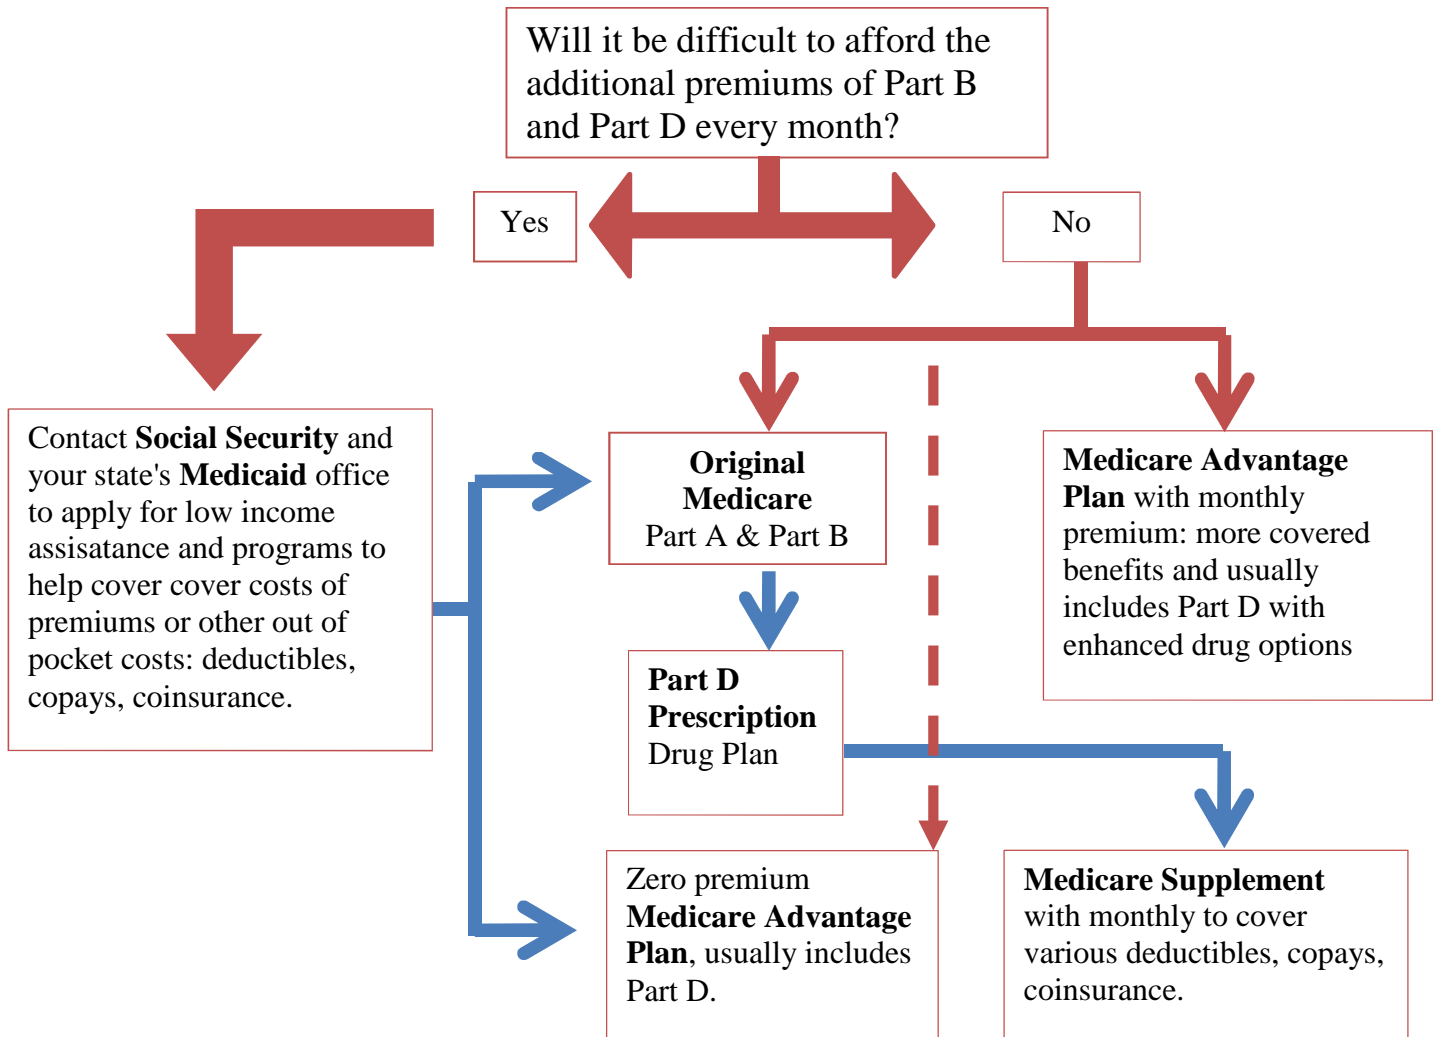 Will it be difficult to afford the
additional premiums of Part B
and Part D every month?
Yes
No
Contact Social Security and
your state's Medicaid office
to apply for low income
assisatance and programs to
help cover cover costs of
premiums or other out of
pocket costs: deductibles,
copays, coinsurance.
Original
Medicare
Part A & Part B
Medicare Advantage
Plan with monthly
premium: more covered
benefits and usually
includes Part D with
enhanced drug options
Part D
Prescription
Drug Plan
Zero premium
Medicare Advantage
Plan, usually includes
Part D.
Medicare Supplement
with monthly to cover
various deductibles, copays,
coinsurance.